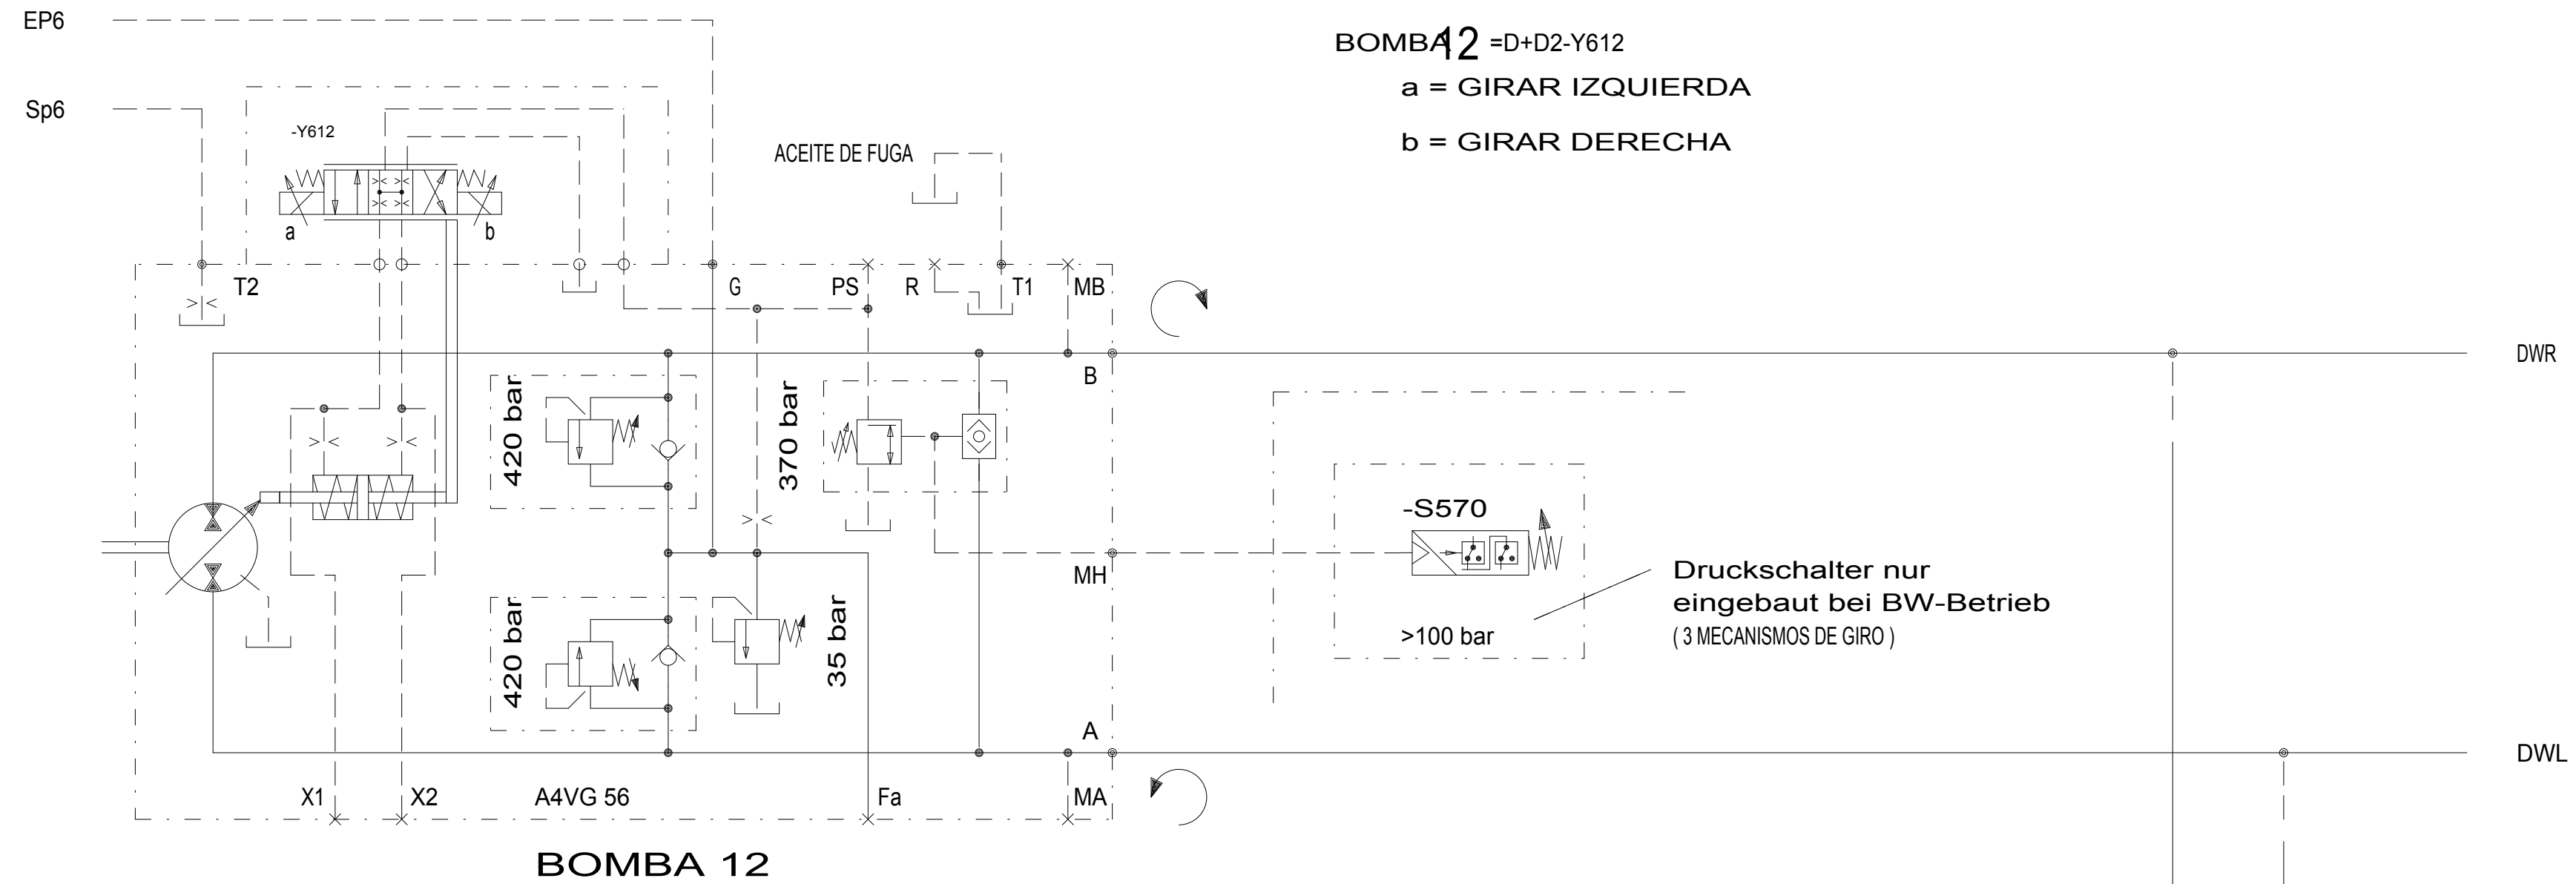 EP6
BOMBA 12 =D+D2-Y612
a = GIRAR IZQUIERDA
Sp6
-Y612
b = GIRAR DERECHA
ACEITE DE FUGA
a
b
T2
G
PS
R
T1
MB
DWR
B
420 bar
370 bar
-S570
MH
Druckschalter nur
eingebaut bei BW-Betrieb
>100 bar
( 3 MECANISMOS DE GIRO )
420 bar
35 bar
A
DWL
X1
X2
A4VG 56
Fa
MA
BOMBA 12